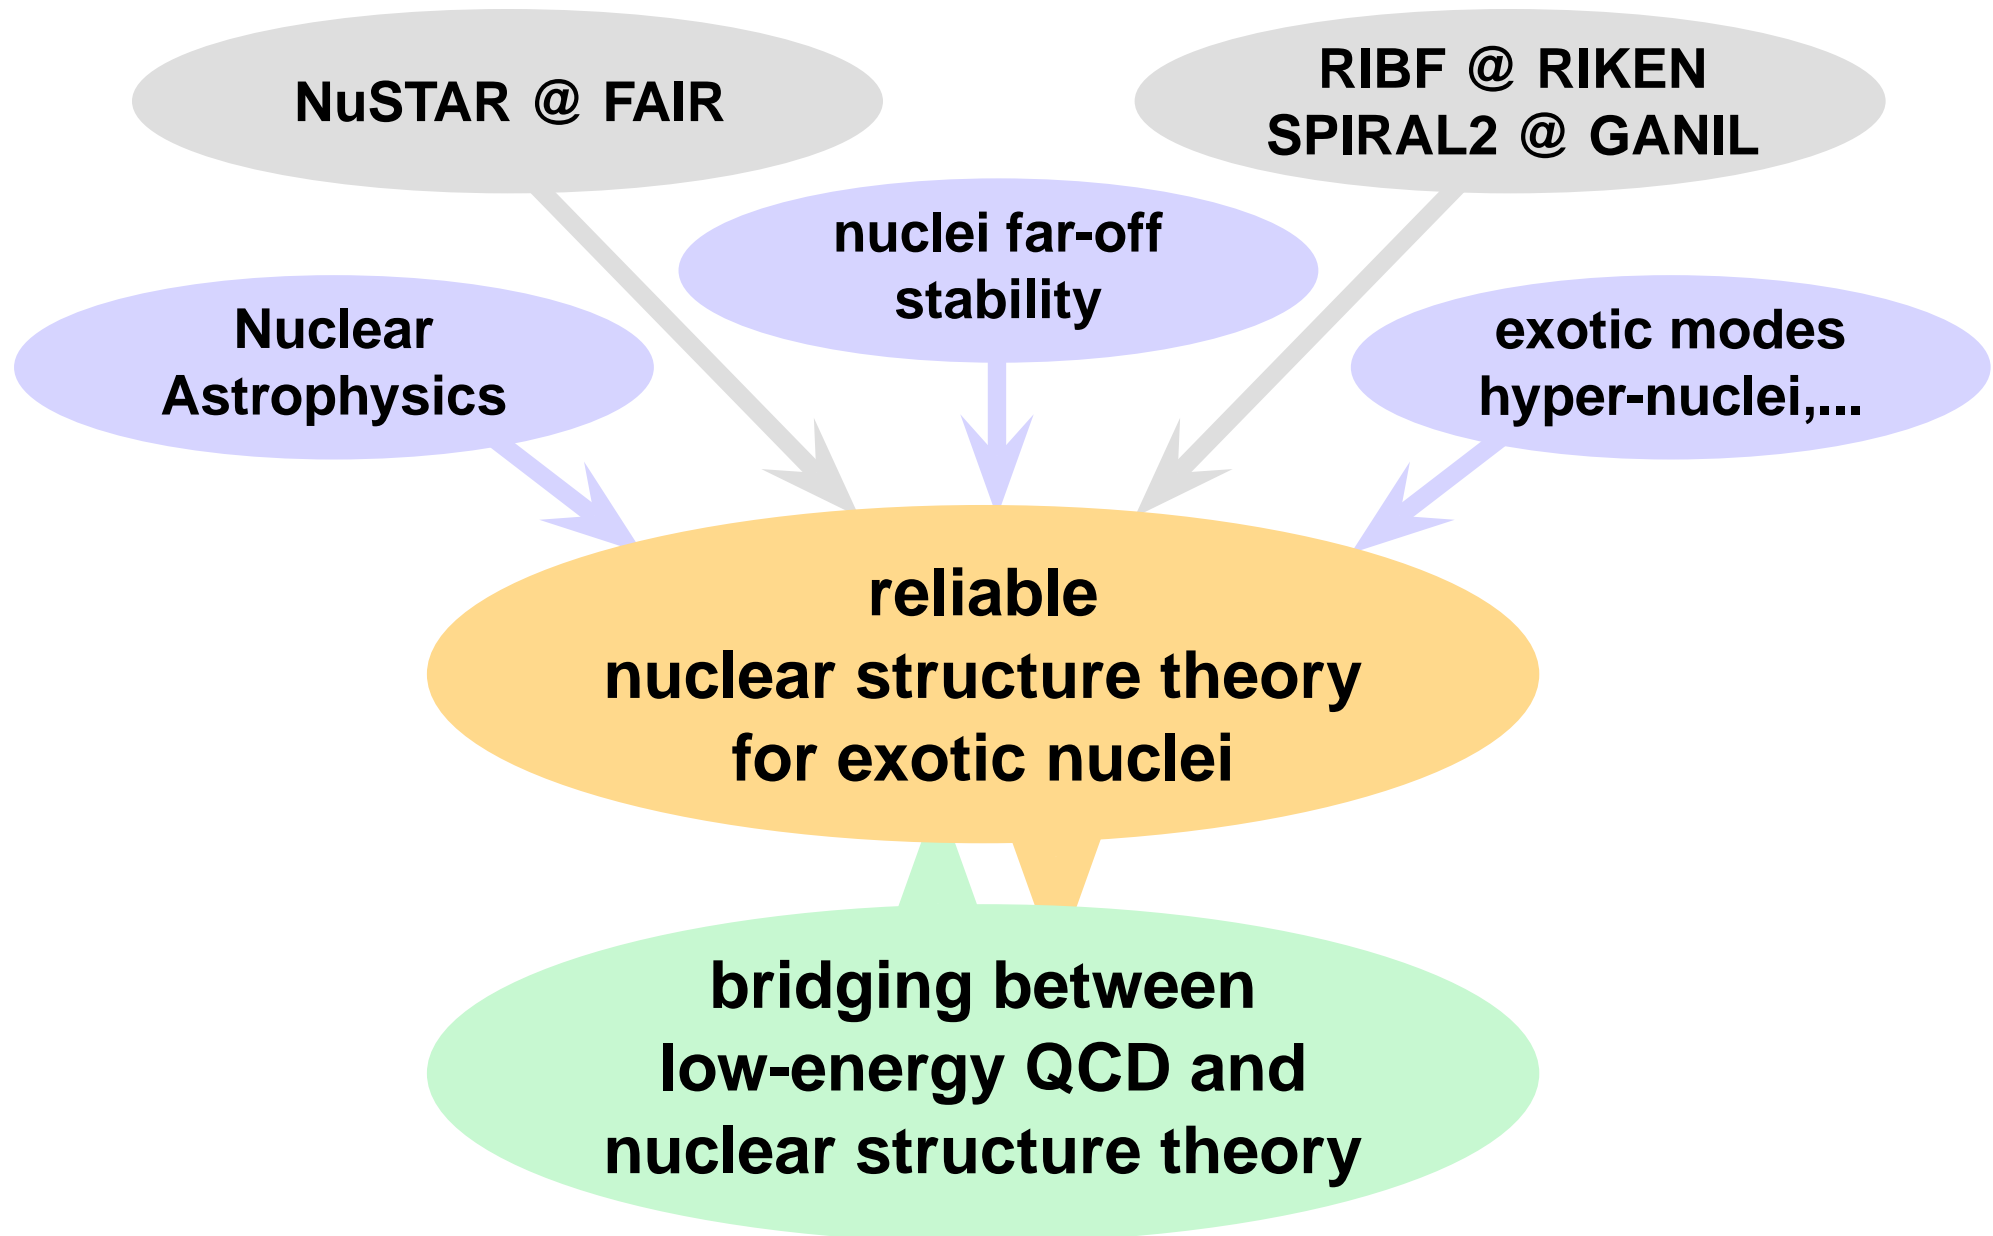 NuSTAR @ FAIR
RIBF @ RIKEN
SPIRAL2 @ GANIL
nuclei far-off
stability
Nuclear
Astrophysics
exotic modes
hyper-nuclei,...
reliable
nuclear structure theory
for exotic nuclei
bridging between
low-energy QCD and
nuclear structure theory